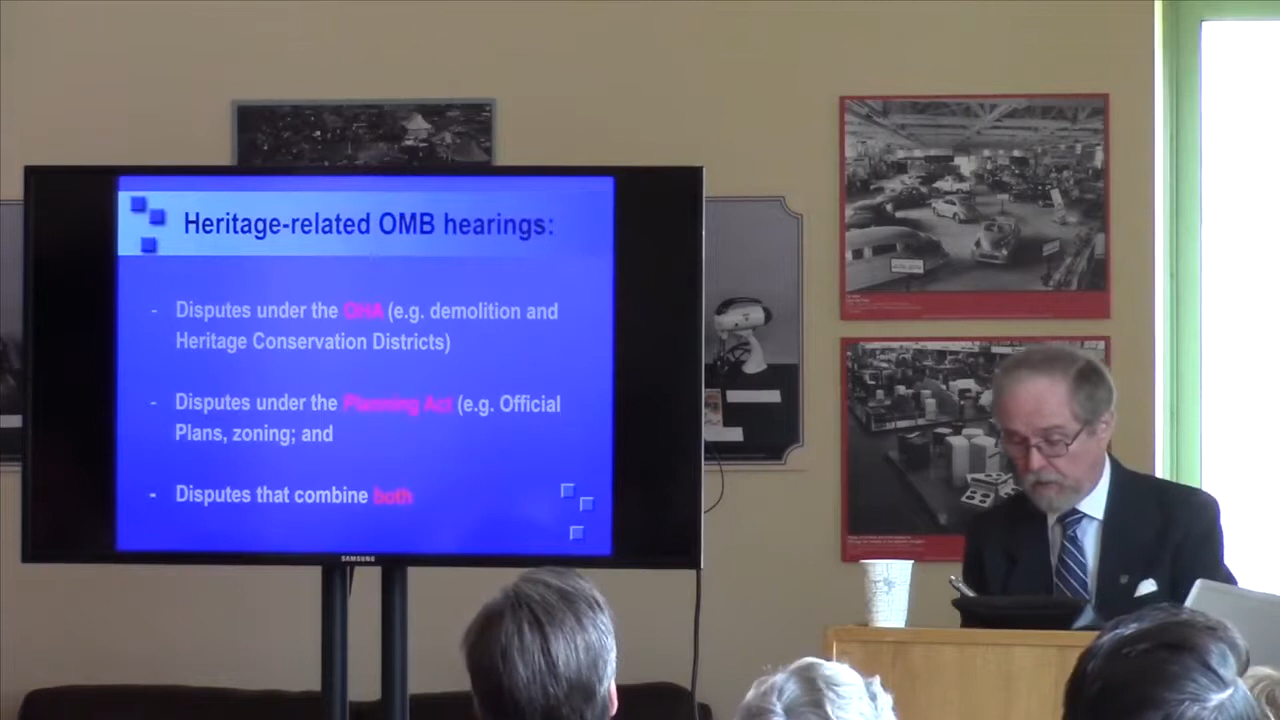 Heritage-related OMB hearings:
- Disputes under the OHA (e.g. demolition and
Heritage Conservation Districts)
- Disputes under the Planning Act (e.g. Official
Plans, zoning; and
- Disputes that combine both
SAMSUNG